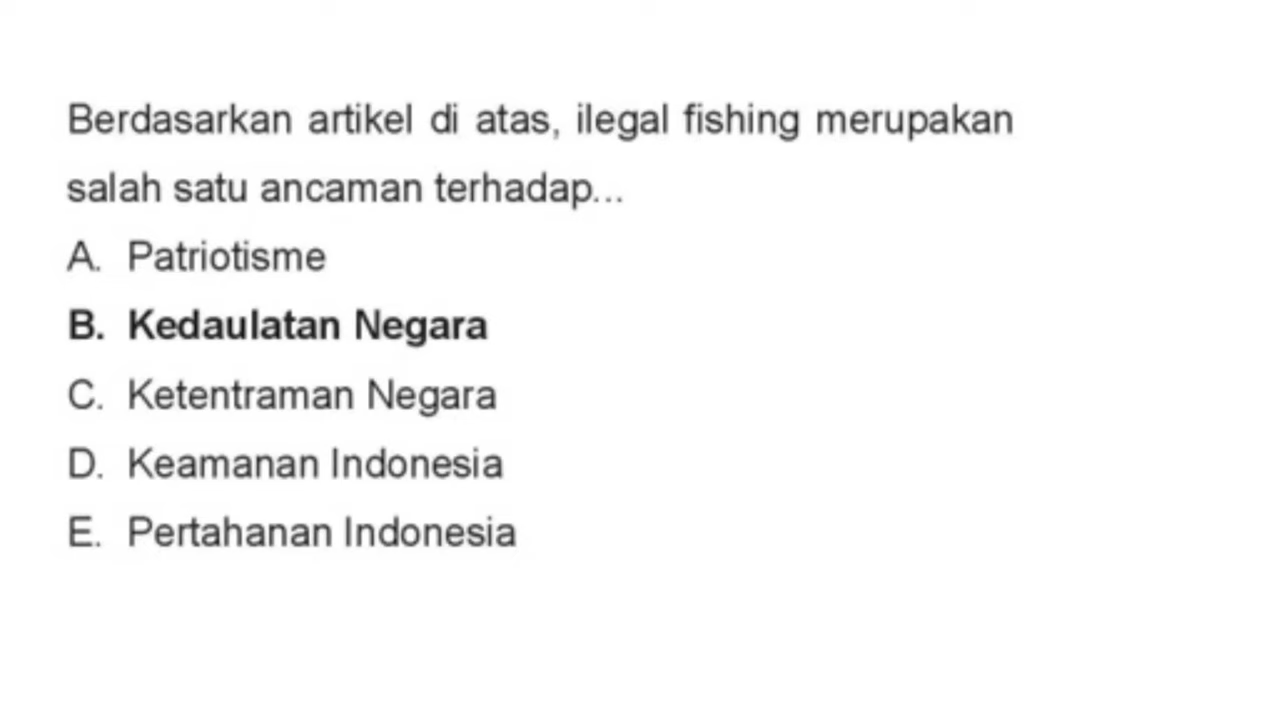 Berdasarkan artikel di atas, ilegal fishing merupakan
salah satu ancaman terhadap...
A. Patriotisme
B. Kedaulatan Negara
C. Ketentraman Negara
D. Keamanan Indonesia
E. Pertahanan Indonesia